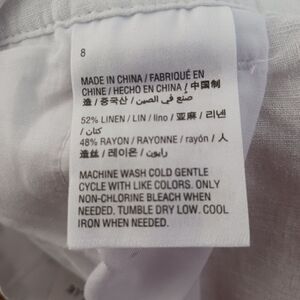 8
MADE IN CHINA / FABRIQUÉ EN
CHINE / HECHO EN CHINA / 中国制
造 / 중국산 / صنع في الصين
52% LINEN / LIN / lino / 亚麻 / 리넨
/ كتان
48% RAYON / RAYONNE / rayón / 人
造丝 / 레이온 / رايون
MACHINE WASH COLD GENTLE
CYCLE WITH LIKE COLORS. ONLY
NON-CHLORINE BLEACH WHEN
NEEDED. TUMBLE DRY LOW. COOL
IRON WHEN NEEDED.